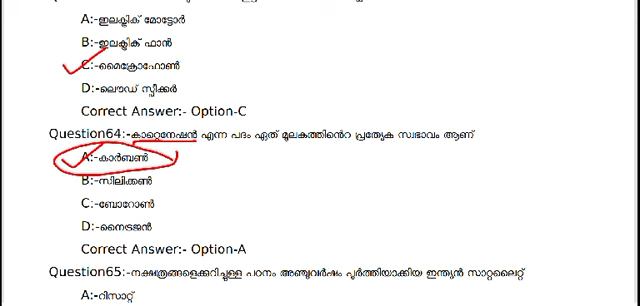 A:-ഇലക്ട്രിക് മോട്ടോർ
B:-ഇലക്ട്രിക് ഫാൻ
C:-മൈക്രോഫോൺ
D:-ലൌഡ് സ്പീക്കർ
Correct Answer:- Option-C
Question64:-കാറ്റെനേഷൻ എന്ന പദം ഏത് മൂലകത്തിൻെറ പ്രത്യേക സ്വഭാവം ആണ്
A:-കാർബൺ
B:-സിലിക്കൺ
C:-ബോറോൺ
D:-നൈട്രജൻ
Correct Answer:- Option-A
Question65:-നക്ഷത്രങ്ങളെക്കുറിച്ചുള്ള പഠനം അഞ്ചുവർഷം പൂർത്തിയാക്കിയ ഇന്ത്യൻ സാറ്റലൈറ്റ്
A:-റിസാറ്റ്